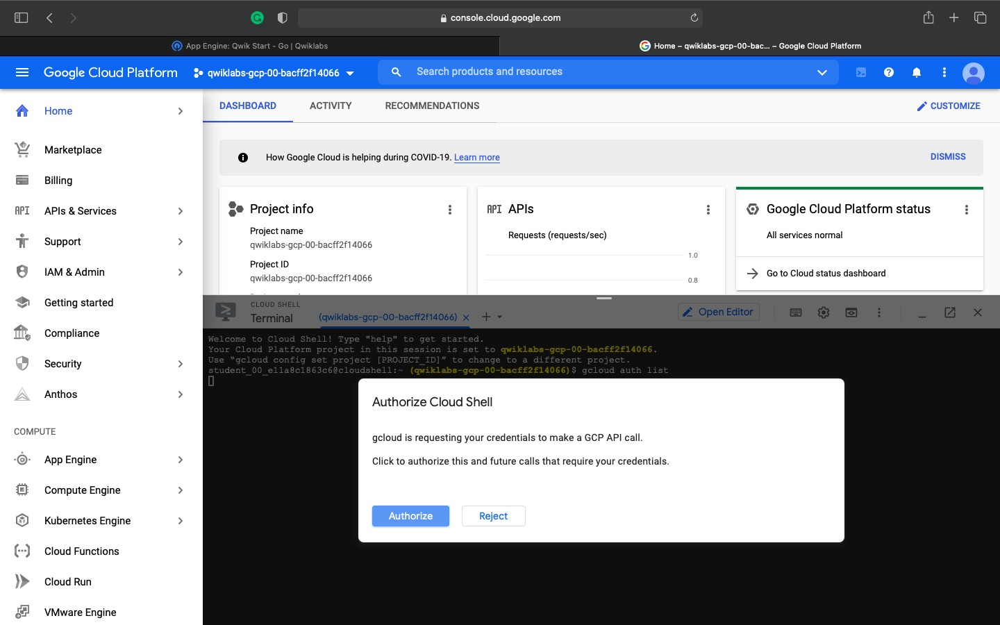 console.cloud.google.com
App Engine: Qwik Start - Go | Qwiklabs
Home – qwiklabs-gcp-00-bac... – Google Cloud Platform
Google Cloud Platform
qwiklabs-gcp-00-bacff2f14066
Search products and resources
Home
Marketplace
Billing
API
APIs & Services
Support
IAM & Admin
Getting started
Compliance
Security
Anthos
COMPUTE
App Engine
Compute Engine
Kubernetes Engine
Cloud Functions
Cloud Run
VMware Engine
DASHBOARD
ACTIVITY
RECOMMENDATIONS
CUSTOMIZE
How Google Cloud is helping during COVID-19. Learn more
DISMISS
Project info
Project name
qwiklabs-gcp-00-bacff2f14066
Project ID
qwiklabs-gcp-00-bacff2f14066
API
APIs
Requests (requests/sec)
1.0
0.8
Google Cloud Platform status
All services normal
Go to Cloud status dashboard
CLOUD SHELL
Terminal
(qwiklabs-gcp-00-bacff2f14066)
Open Editor
Welcome to Cloud Shell! Type "help" to get started.
Your Cloud Platform project in this session is set to qwiklabs-gcp-00-bacff2f14066.
Use “gcloud config set project [PROJECT_ID]” to change to a different project.
student_00_e11a8c1863c6@cloudshell:~ (qwiklabs-gcp-00-bacff2f14066)$ gcloud auth list
Authorize Cloud Shell
gcloud is requesting your credentials to make a GCP API call.
Click to authorize this and future calls that require your credentials.
Authorize
Reject